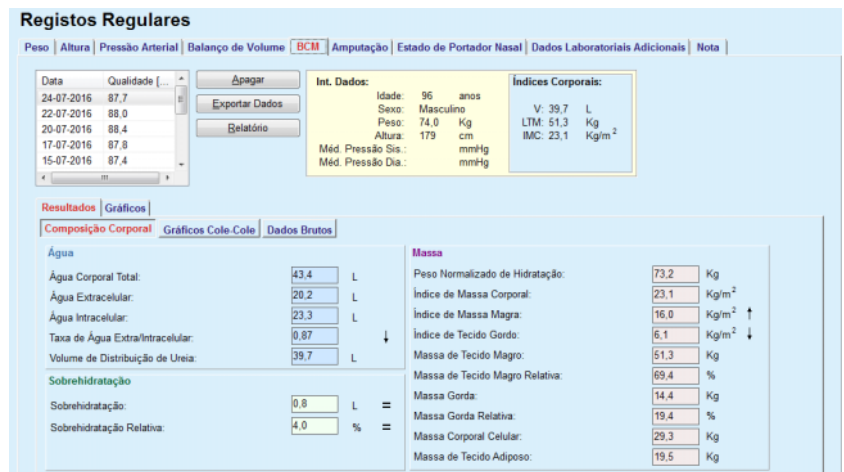 Registos Regulares
Peso Altura Pressão Arterial Balanço de Volume BCM Amputação Estado de Portador Nasal Dados Laboratoriais Adicionais Nota
Data Qualidade [...
24-07-2016 87,7
22-07-2016 88,0
20-07-2016 88,4
17-07-2016 87,8
15-07-2016 87,4
Apagar
Exportar Dados
Relatório
Int. Dados:
Idade: 96 anos
Sexo: Masculino
Peso: 74,0 Kg
Altura: 179 cm
Méd. Pressão Sis.: mmHg
Méd. Pressão Dia.: mmHg
Índices Corporais:
V: 39,7 L
LTM: 51,3 Kg
IMC: 23,1 Kg/m²
Resultados Gráficos
Composição Corporal Gráficos Cole-Cole Dados Brutos
Água
Água Corporal Total: 43,4 L
Água Extracelular: 20,2 L
Água Intracelular: 23,3 L
Taxa de Água Extra/Intracelular: 0,87 ↓
Volume de Distribuição de Ureia: 39,7 L
Sobrehidratação
Sobrehidratação: 0,8 L =
Sobrehidratação Relativa: 4,0 % =
Massa
Peso Normalizado de Hidratação: 73,2 Kg
Índice de Massa Corporal: 23,1 Kg/m²
Índice de Massa Magra: 16,0 Kg/m² ↑
Índice de Tecido Gordo: 6,1 Kg/m² ↓
Massa de Tecido Magro: 51,3 Kg
Massa de Tecido Magro Relativa: 69,4 %
Massa Gorda: 14,4 Kg
Massa Gorda Relativa: 19,4 %
Massa Corporal Celular: 29,3 Kg
Massa de Tecido Adiposo: 19,5 Kg